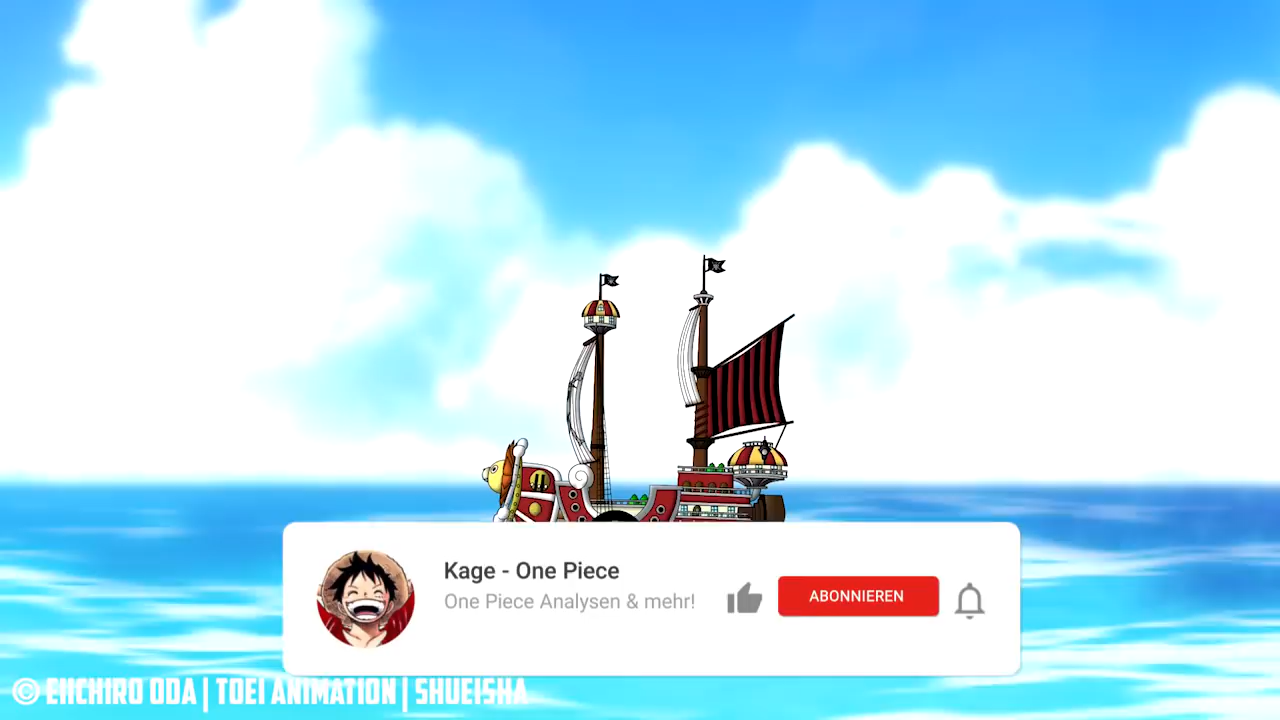 Kage - One Piece
One Piece Analysen & mehr!
ABONNIEREN
© EIICHIRO ODA | TOEI ANIMATION | SHUEISHA